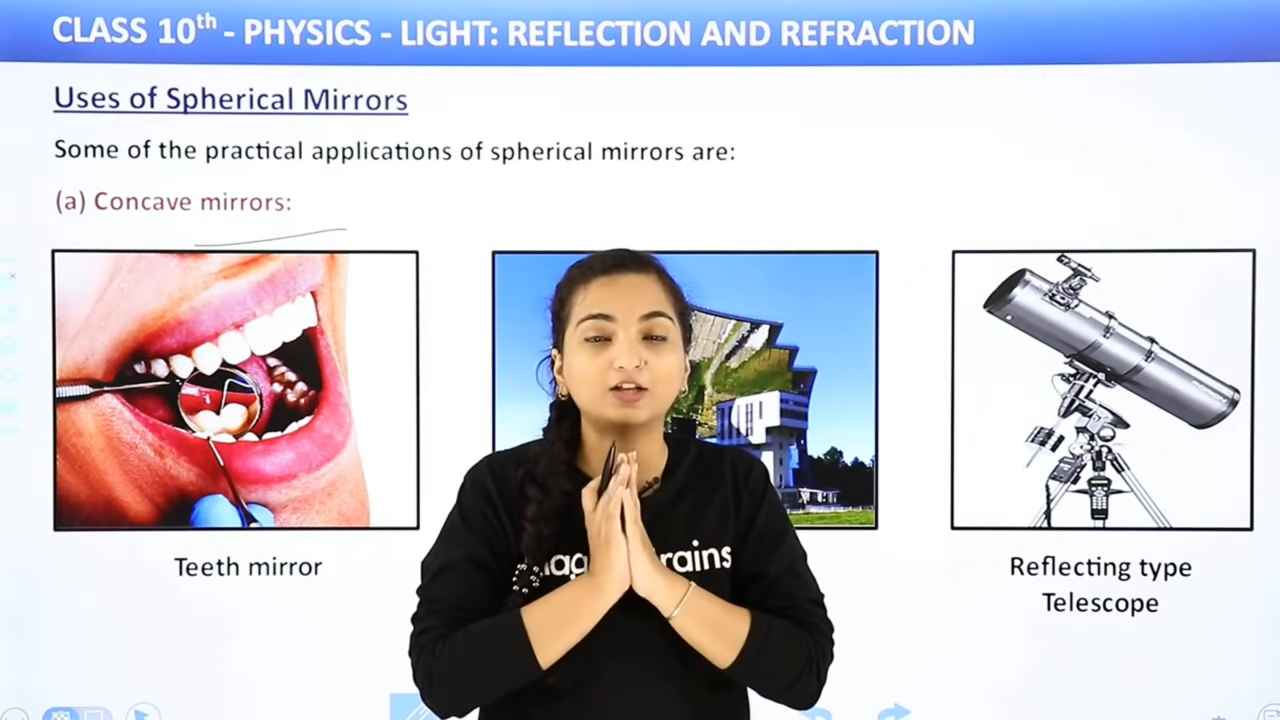 CLASS 10th - PHYSICS - LIGHT: REFLECTION AND REFRACTION
Uses of Spherical Mirrors
Some of the practical applications of spherical mirrors are:
(a) Concave mirrors:
Teeth mirror
Reflecting type
Telescope